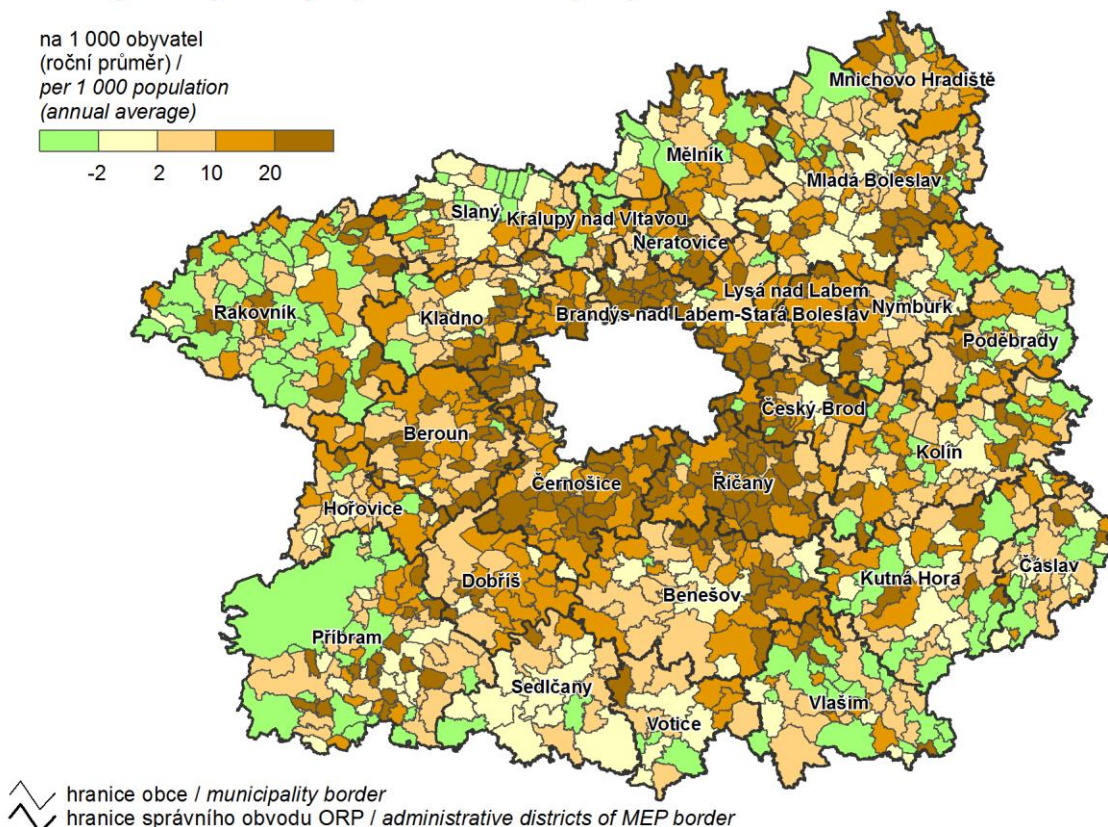 na 1 000 obyvatel
(roční průměr) /
per 1 000 population
(annual average)
-2 2 10 20
Mnichovo Hradiště
Mělník
Mladá Boleslav
Slaný
Kralupy nad Vltavou
Neratovice
Lysá nad Labem
Rakovník
Kladno
Brandýs nad Labem-Stará Boleslav
Nymburk
Poděbrady
Český Brod
Beroun
Kolín
Černošice
Říčany
Hořovice
Čáslav
Dobříš
Benešov
Kutná Hora
Příbram
Sedlčany
Vlašim
Votice
hranice obce / municipality border
hranice správního obvodu ORP / administrative districts of MEP border